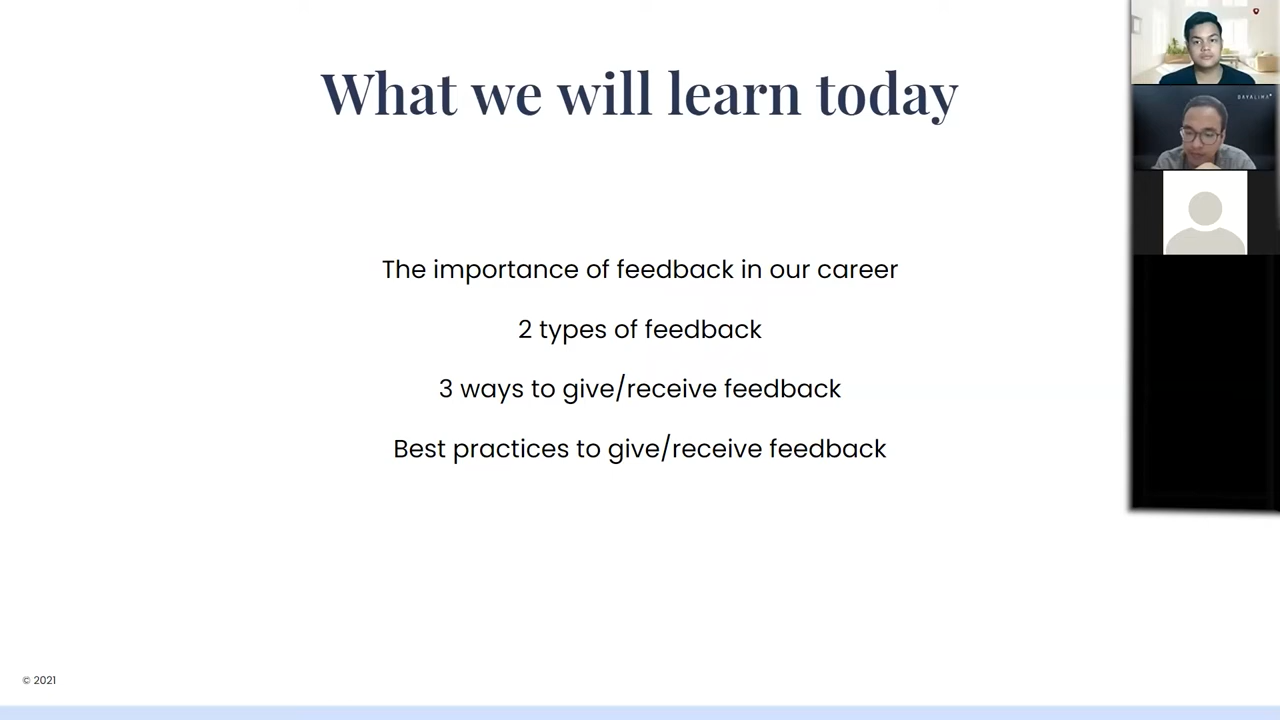 What we will learn today
DAYALIMA
The importance of feedback in our career
2 types of feedback
3 ways to give/receive feedback
Best practices to give/receive feedback
© 2021